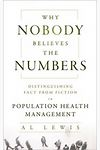 WHY
NOBODY
BELIEVES THE
NUMBERS
DISTINGUISHING
FACT FROM FICTION
in
POPULATION HEALTH
MANAGEMENT
AL LEWIS